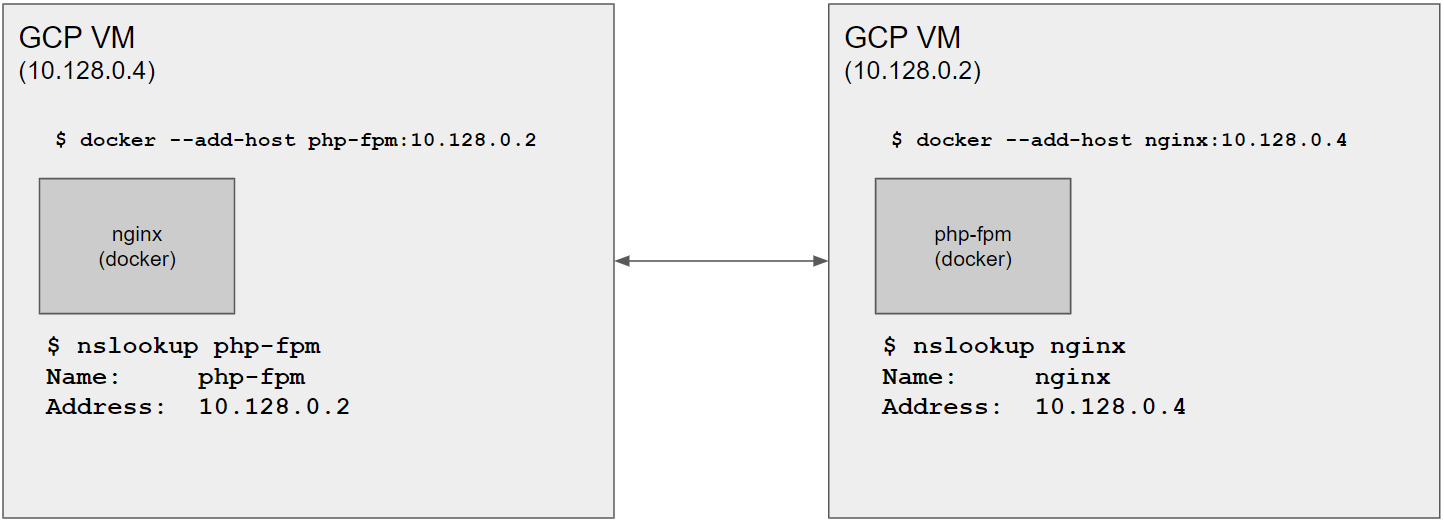 GCP VM
(10.128.0.4)
$ docker --add-host php-fpm:10.128.0.2
nginx
(docker)
$ nslookup php-fpm
Name: php-fpm
Address: 10.128.0.2
GCP VM
(10.128.0.2)
$ docker --add-host nginx:10.128.0.4
php-fpm
(docker)
$ nslookup nginx
Name: nginx
Address: 10.128.0.4